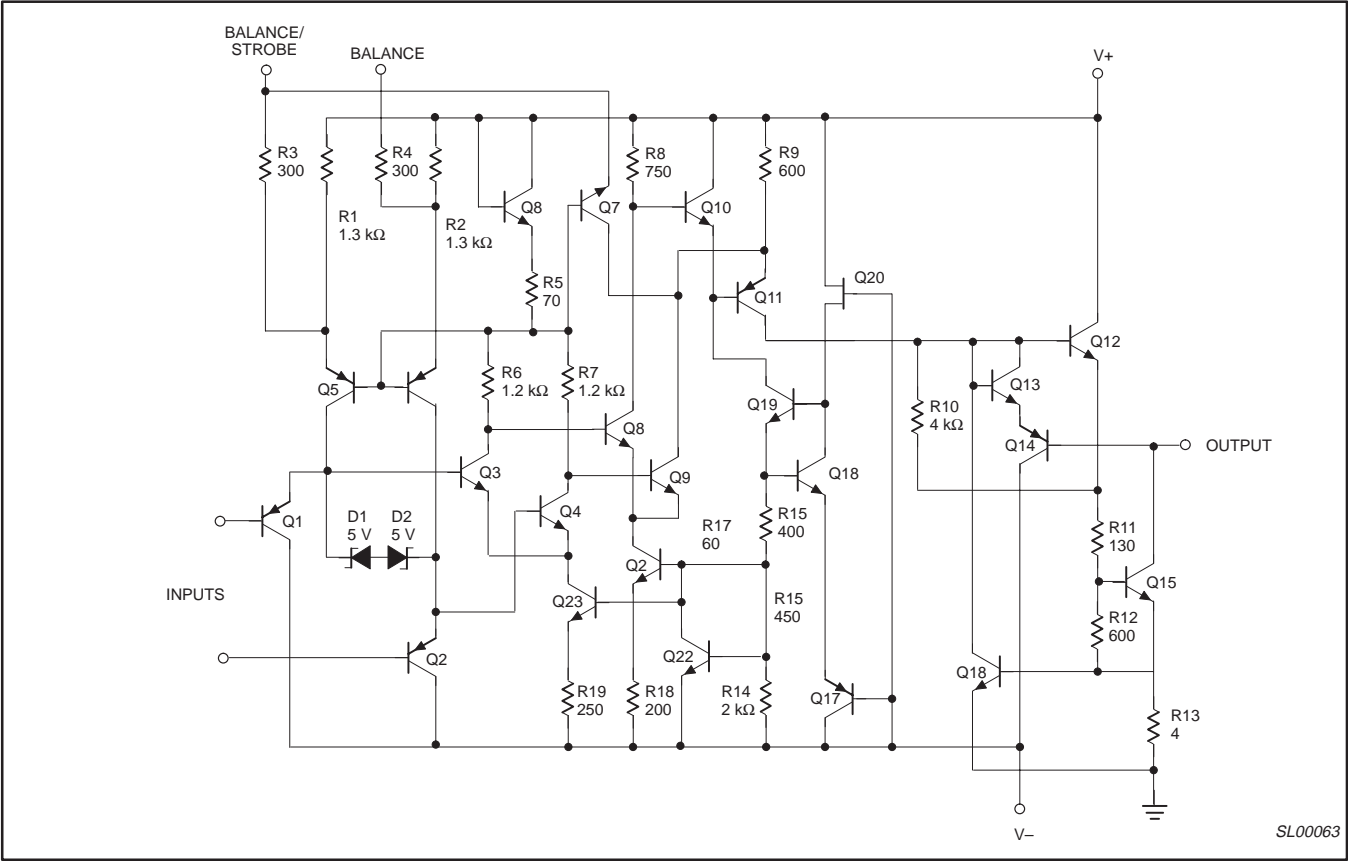 BALANCE/
STROBE
BALANCE
V+
R3
300
R4
300
R8
750
R9
600
Q8
Q7
Q10
R1
1.3 kΩ
R2
1.3 kΩ
R5
70
Q11
Q20
Q12
Q5
R6
1.2 kΩ
R7
1.2 kΩ
Q13
Q19
R10
4 kΩ
Q8
Q14
OUTPUT
Q3
Q9
Q18
Q1
D1
5 V
D2
5 V
Q4
R17
60
R15
400
R11
130
Q2
Q15
INPUTS
Q23
R15
450
R12
600
Q2
Q22
Q18
R19
250
R18
200
R14
2 kΩ
Q17
R13
4
V–
SL00063